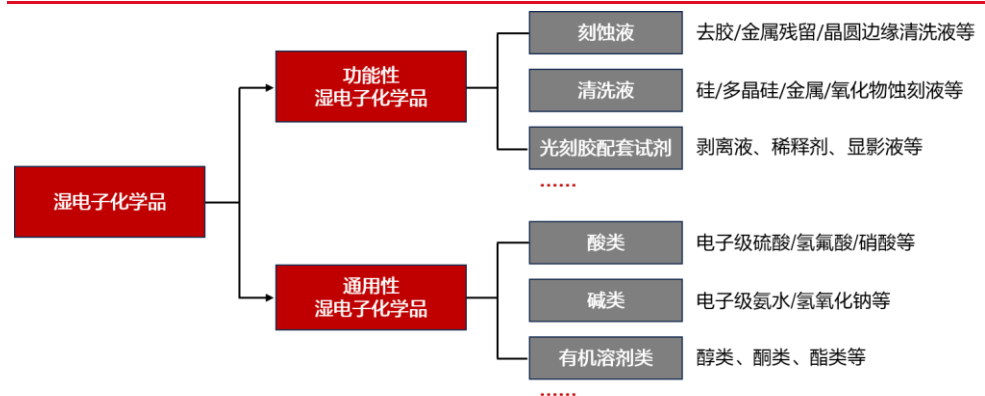 湿电子化学品
功能性
湿电子化学品
刻蚀液
去胶/金属残留/晶圆边缘清洗液等
清洗液
硅/多晶硅/金属/氧化物蚀刻液等
光刻胶配套试剂
剥离液、稀释剂、显影液等
......
通用性
湿电子化学品
酸类
电子级硫酸/氢氟酸/硝酸等
碱类
电子级氨水/氢氧化钠等
有机溶剂类
醇类、酮类、酯类等
......